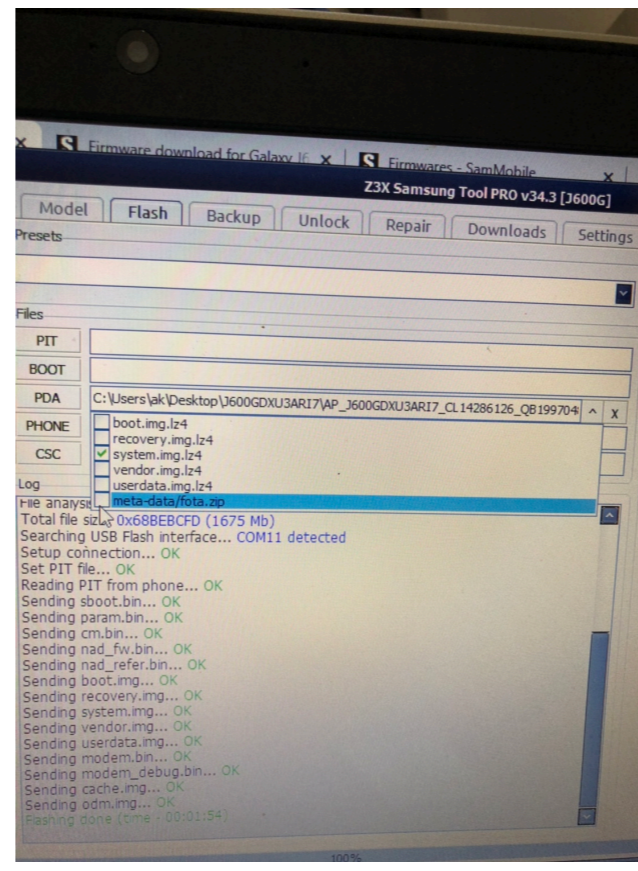 x S Firmware download for Galaxy J6 x S Firmwares - SamMobile x
Z3X Samsung Tool PRO v34.3 [J600G]
Model Flash Backup Unlock Repair Downloads Settings
Presets
Files
PIT
BOOT
PDA C:\Users\ak\Desktop\J600GDXU3ARI7\AP_J600GDXU3ARI7_CL14286126_QB199704 ^ X
PHONE
CSC
boot.img.lz4
recovery.img.lz4
system.img.lz4
vendor.img.lz4
userdata.img.lz4
meta-data/fota.zip
Log
File analysis
Total file size: 0x68BEBCFD (1675 Mb)
Searching USB Flash interface... COM11 detected
Setup connection... OK
Set PIT file... OK
Reading PIT from phone... OK
Sending sboot.bin... OK
Sending param.bin... OK
Sending cm.bin... OK
Sending nad_fw.bin... OK
Sending nad_refer.bin... OK
Sending boot.img... OK
Sending recovery.img... OK
Sending system.img... OK
Sending vendor.img... OK
Sending userdata.img... OK
Sending modem.bin... OK
Sending modem_debug.bin... OK
Sending cache.img... OK
Sending odm.img... OK
Flashing done (time - 00:01:54)
100%